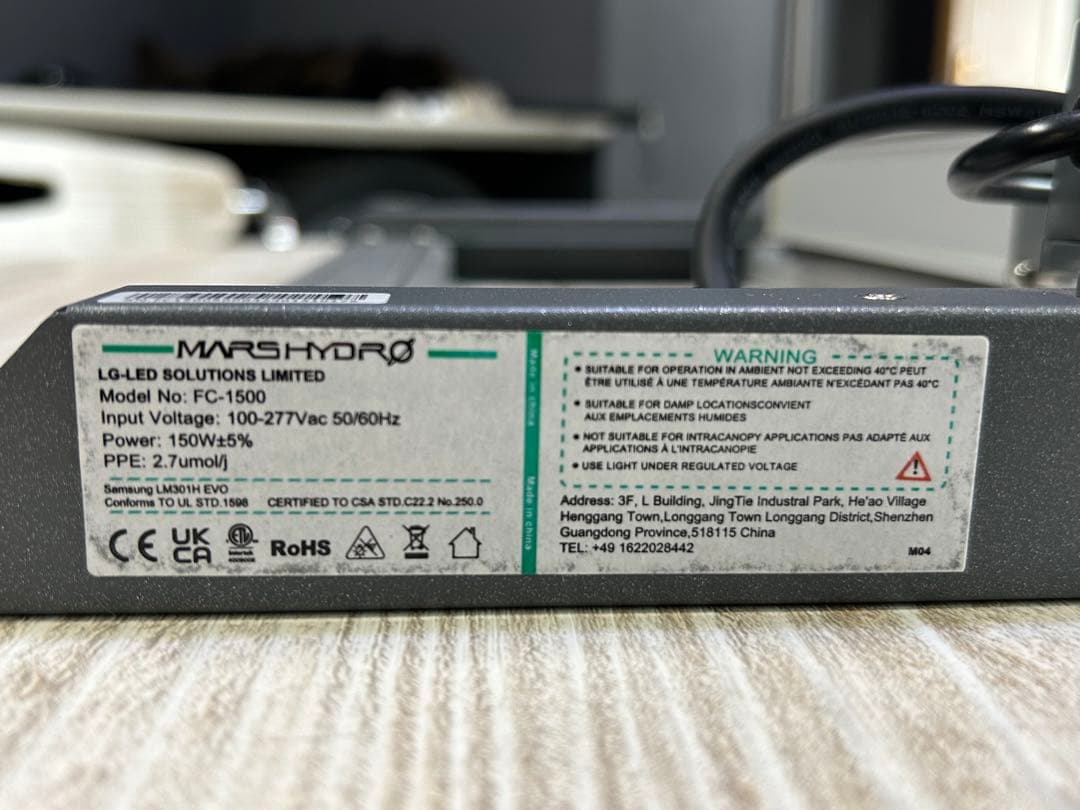 MARSHYDRO
LG-LED SOLUTIONS LIMITED
Model No: FC-1500
Input Voltage: 100-277Vac 50/60Hz
Power: 150W±5%
PPE: 2.7umol/j
Samsung LM301H EVO
Conforms to UL STD.1598 CERTIFIED TO CSA STD.C22.2 No.250.0
CE UK CA ETL Intertek RoHS
Made in china
Made in china
WARNING
• SUITABLE FOR OPERATION IN AMBIENT NOT EXCEEDING 40°C PEUT
ÊTRE UTILISÉ À UNE TEMPÉRATURE AMBIANTE N'EXCÉDANT PAS 40°C
• SUITABLE FOR DAMP LOCATIONSCONVIENT
AUX EMPLACEMENTS HUMIDES
• NOT SUITABLE FOR INTRACANOPY APPLICATIONS PAS ADAPTÉ AUX
APPLICATIONS À L'INTRACANOPIE
• USE LIGHT UNDER REGULATED VOLTAGE
Address: 3F, L Building, JingTie Industral Park, He'ao Village
Henggang Town,Longgang Town Longgang District,Shenzhen
Guangdong Province,518115 China
TEL: +49 1622028442
M04